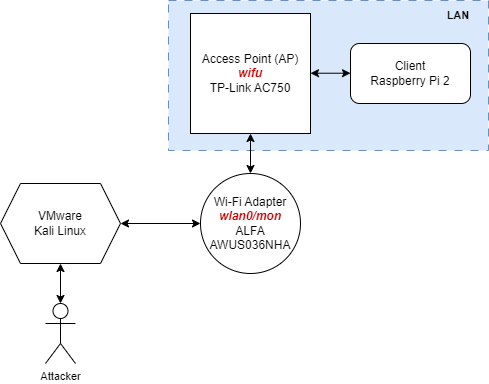 LAN
Access Point (AP)
wifu
TP-Link AC750
Client
Raspberry Pi 2
Wi-Fi Adapter
wlan0/mon
ALFA
AWUS036NHA
VMware
Kali Linux
Attacker